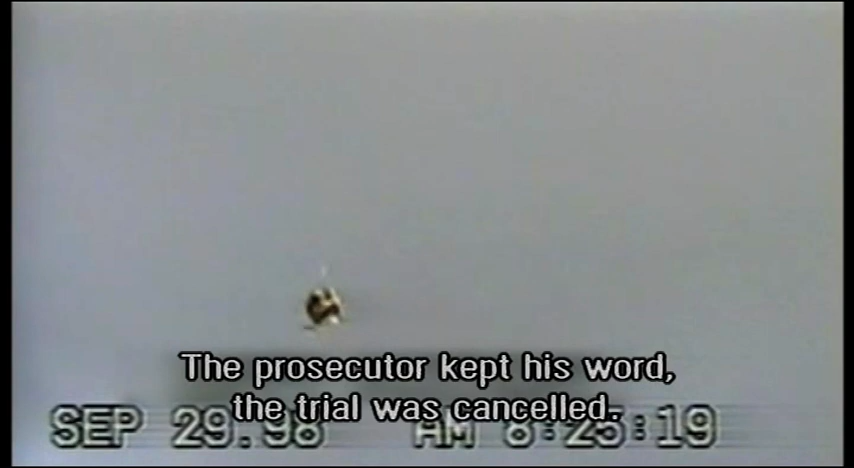 The prosecutor kept his word,
the trial was cancelled.
SEP 29.98 AM 8:25:19